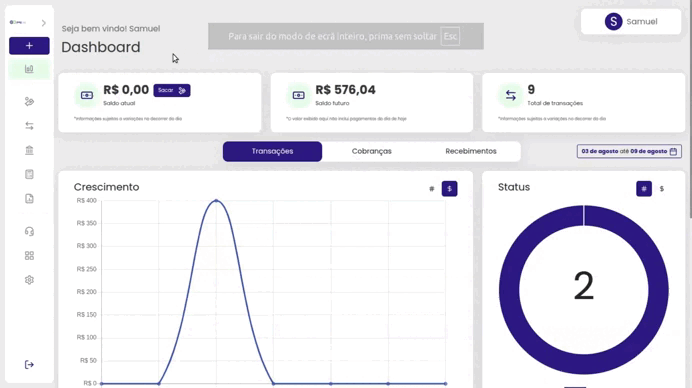 Seja bem vindo! Samuel
Dashboard
Para sair do modo de ecrã inteiro, prima sem soltar Esc
S Samuel
R$ 0,00 Sacar
Saldo atual
*Informações sujeitas a variações no decorrer do dia
R$ 576,04
Saldo futuro
*O valor exibido aqui não inclui pagamentos do dia de hoje
9
Total de transações
*Informações sujeitas a variações no decorrer do dia
Transações
Cobranças
Recebimentos
03 de agosto até 09 de agosto
Crescimento
# $
R$ 400
R$ 350
R$ 300
R$ 250
R$ 200
R$ 150
R$ 100
R$ 50
R$ 0
Status
# $
2